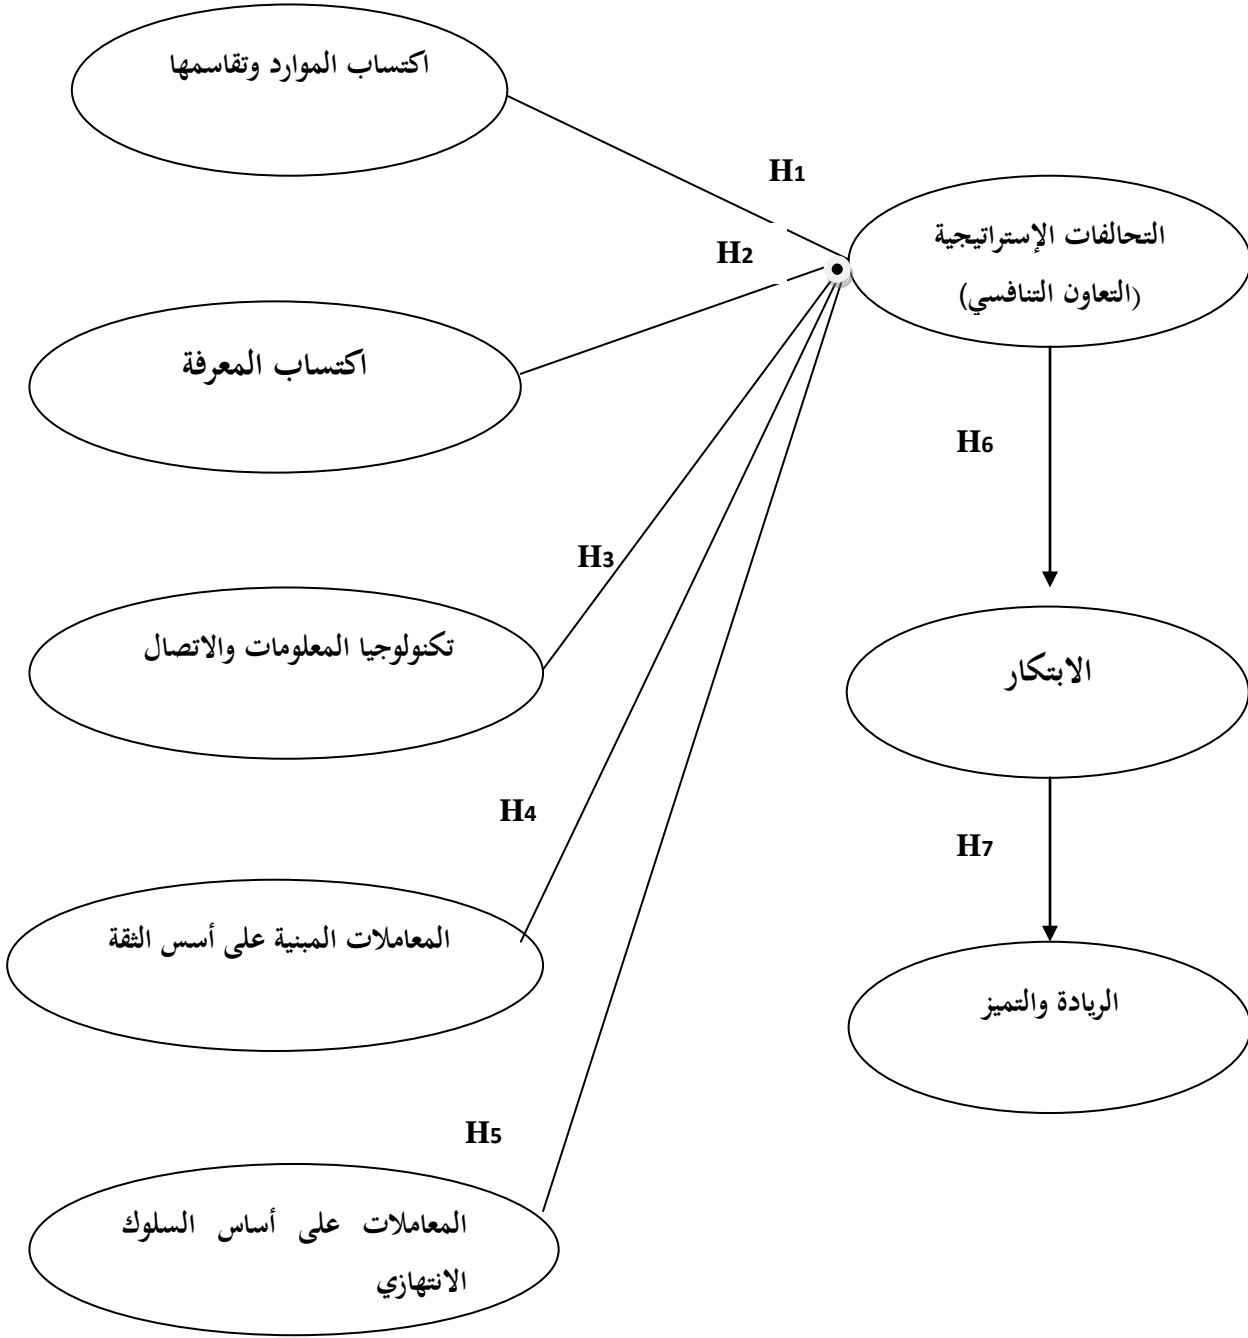 اكتساب الموارد وتقاسمها
H1
التحالفات الإستراتيجية
(التعاون التنافسي)
H2
اكتساب المعرفة
H6
H3
تكنولوجيا المعلومات والاتصال
الابتكار
H4
H7
المعاملات المبنية على أسس الثقة
الريادة والتميز
H5
المعاملات على أساس السلوك
الانتهازي